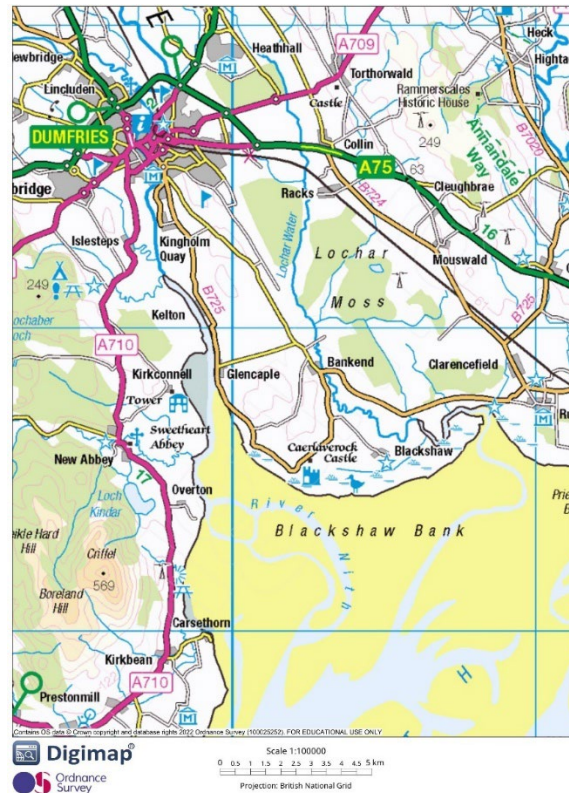 Heck
Heathhall
A709
Newbridge
Torthorwald
Hightae
Lincluden
Castle
Rammerscales
Historic House
Annandale
Way
B7020
DUMFRIES
i
Collin
249
A75
63
Cleughbrae
Racks
B724
16
Islesteps
Kingholm
Quay
Lochar Water
Lochar
Moss
Mouswald
B725
249
B725
61
Kelton
A710
Bankend
Clarencefield
Kirkconnell
Glencaple
Tower
Sweetheart
Abbey
Caerlaverock
Castle
Blackshaw
New Abbey
17
Loch
Kindar
Overton
River
Nith
Blackshaw Bank
Criffel
569
Boreland
Hill
Carsethorn
Kirkbean
A710
Prestonmill
Contains OS data © Crown copyright and database rights 2022 Ordnance Survey (100025252). FOR EDUCATIONAL USE ONLY
Digimap
Scale 1:100000
0 0.5 1 1.5 2 2.5 3 3.5 4 4.5 5 km
Ordnance
Survey
Projection: British National Grid